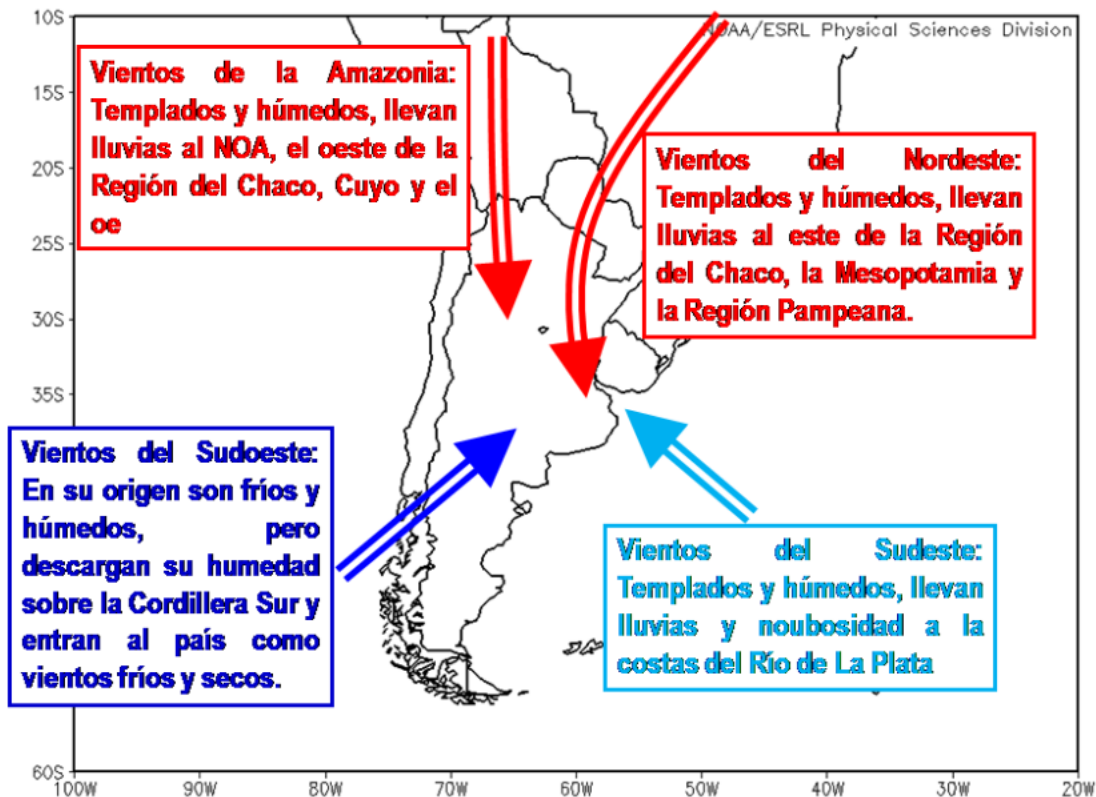 10S
NOAA/ESRL Physical Sciences Division
Vientos de la Amazonia:
Templados y húmedos, llevan
lluvias al NOA, el oeste de la
Región del Chaco, Cuyo y el
oe
15S
20S
25S
30S
35S
60S
Vientos del Nordeste:
Templados y húmedos, llevan
lluvias al este de la Región
del Chaco, la Mesopotamia y
la Región Pampeana.
Vientos del Sudoeste:
En su origen son fríos y
húmedos, pero
descargan su humedad
sobre la Cordillera Sur y
entran al país como
vientos fríos y secos.
Vientos del Sudeste:
Templados y húmedos, llevan
lluvias y noubosidad a la
costas del Río de La Plata
100W 90W 80W 70W 60W 50W 40W 30W 20W